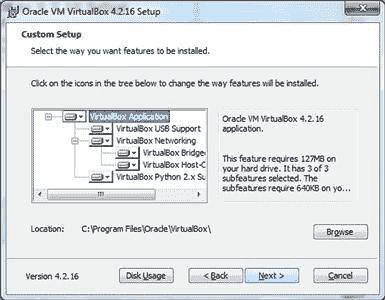 Oracle VM VirtualBox 4.2.16 Setup
Custom Setup
Select the way you want features to be installed.
Click on the icons in the tree below to change the way features will be installed.
VirtualBox Application
VirtualBox USB Support
VirtualBox Networking
VirtualBox Bridge
VirtualBox Host-C
VirtualBox Python 2.x Su
Oracle VM VirtualBox 4.2.16
application.
This feature requires 127MB on
your hard drive. It has 3 of 3
subfeatures selected. The
subfeatures require 640KB on yo...
Location: C:\Program Files\Oracle\VirtualBox\
Browse
Version 4.2.16
Disk Usage
< Back
Next >
Cancel